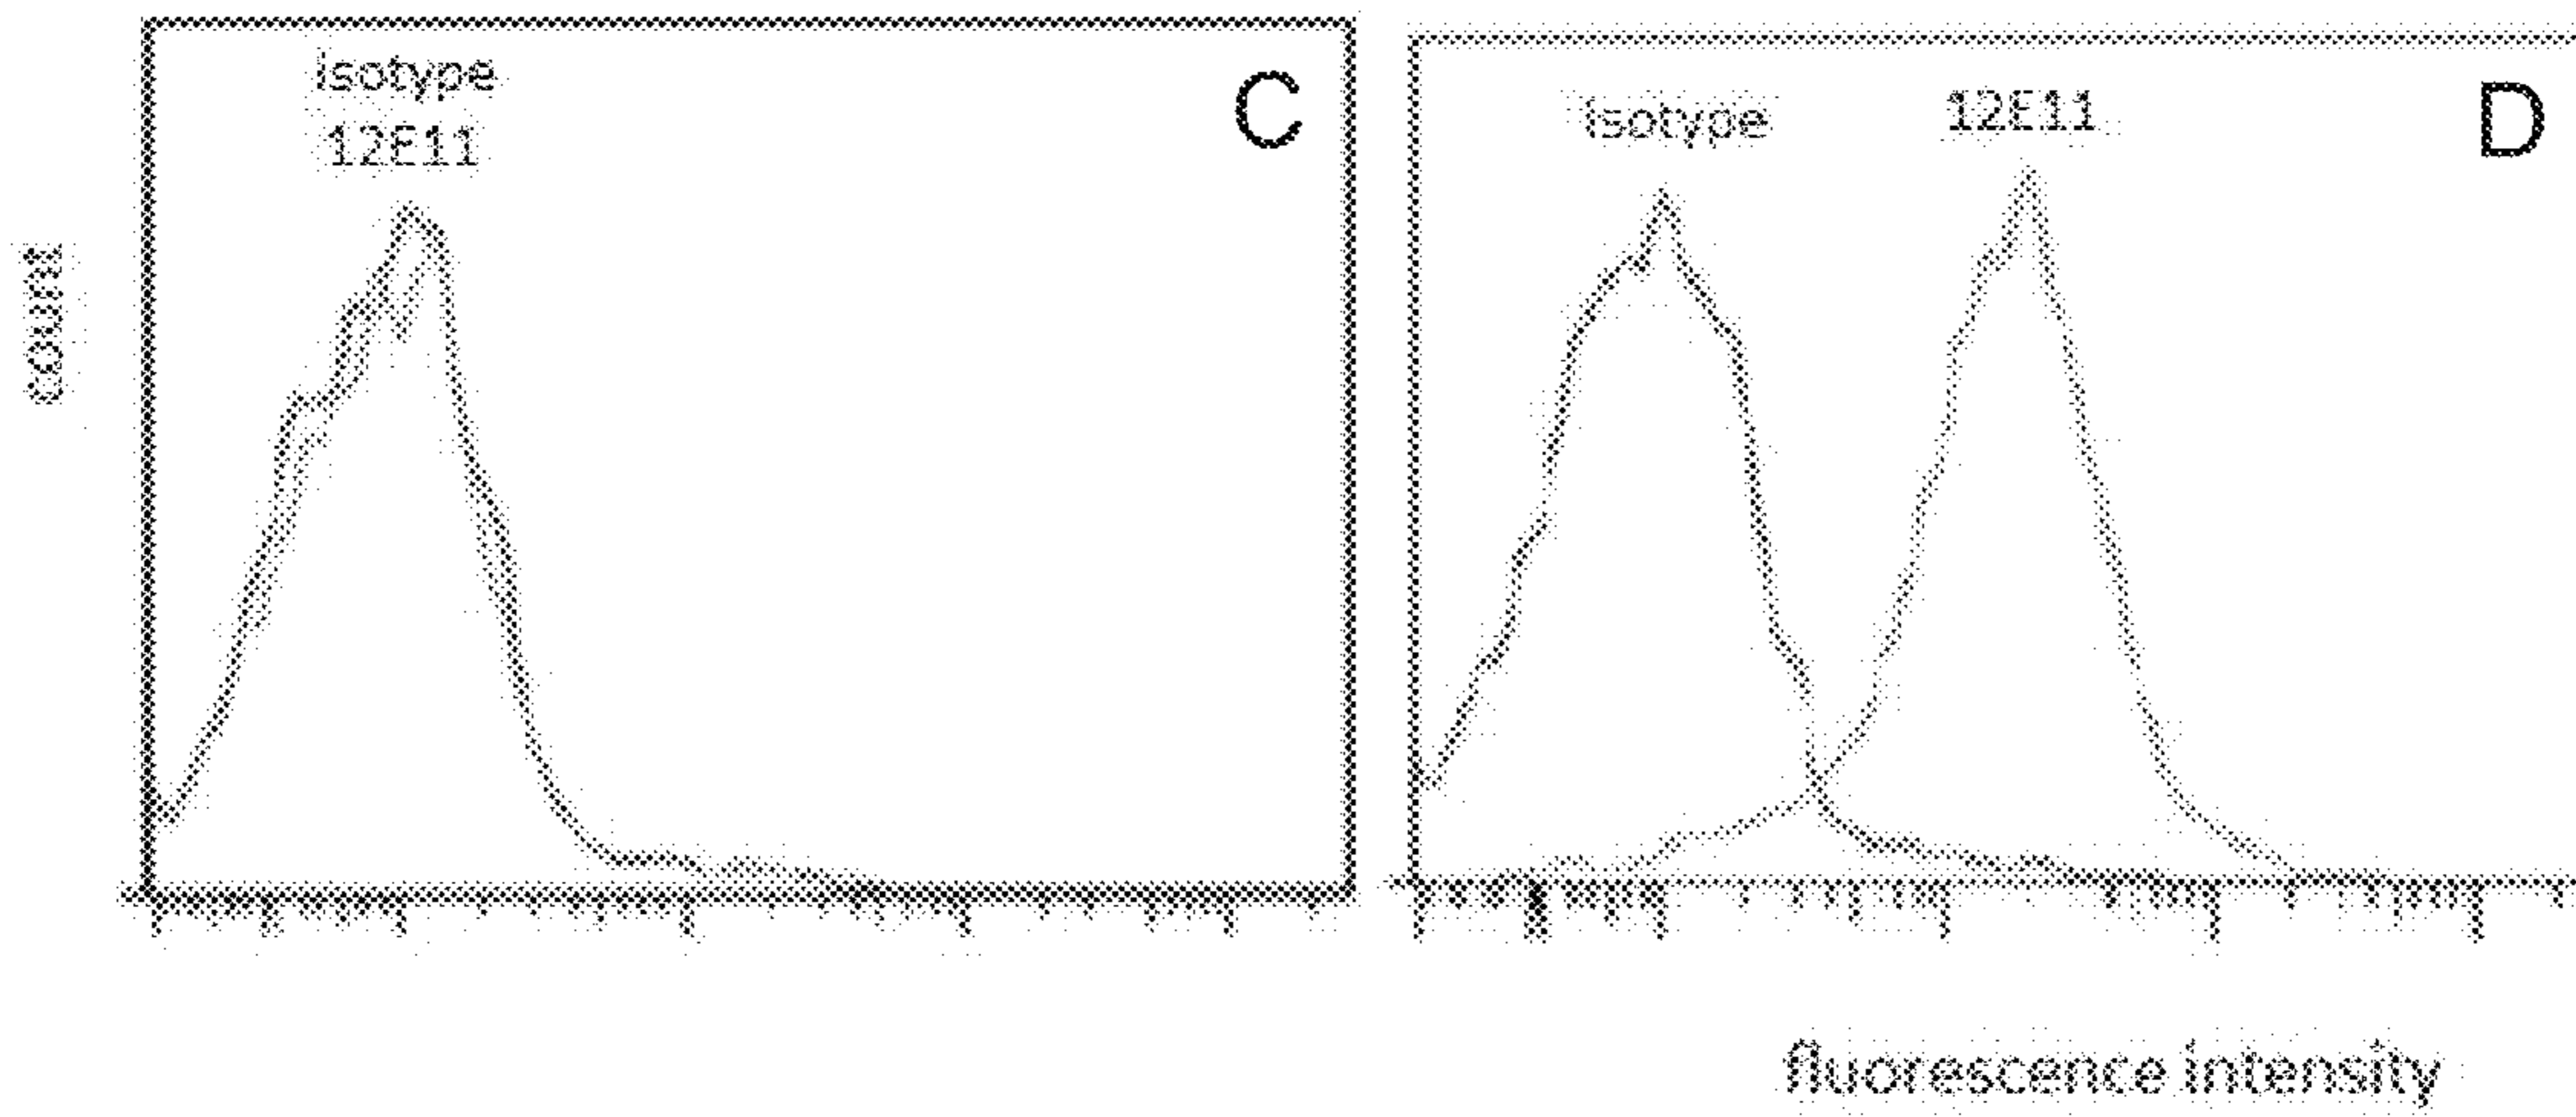 isotype
12E11
C
isotype
12E11
D
count
fluorescence intensity